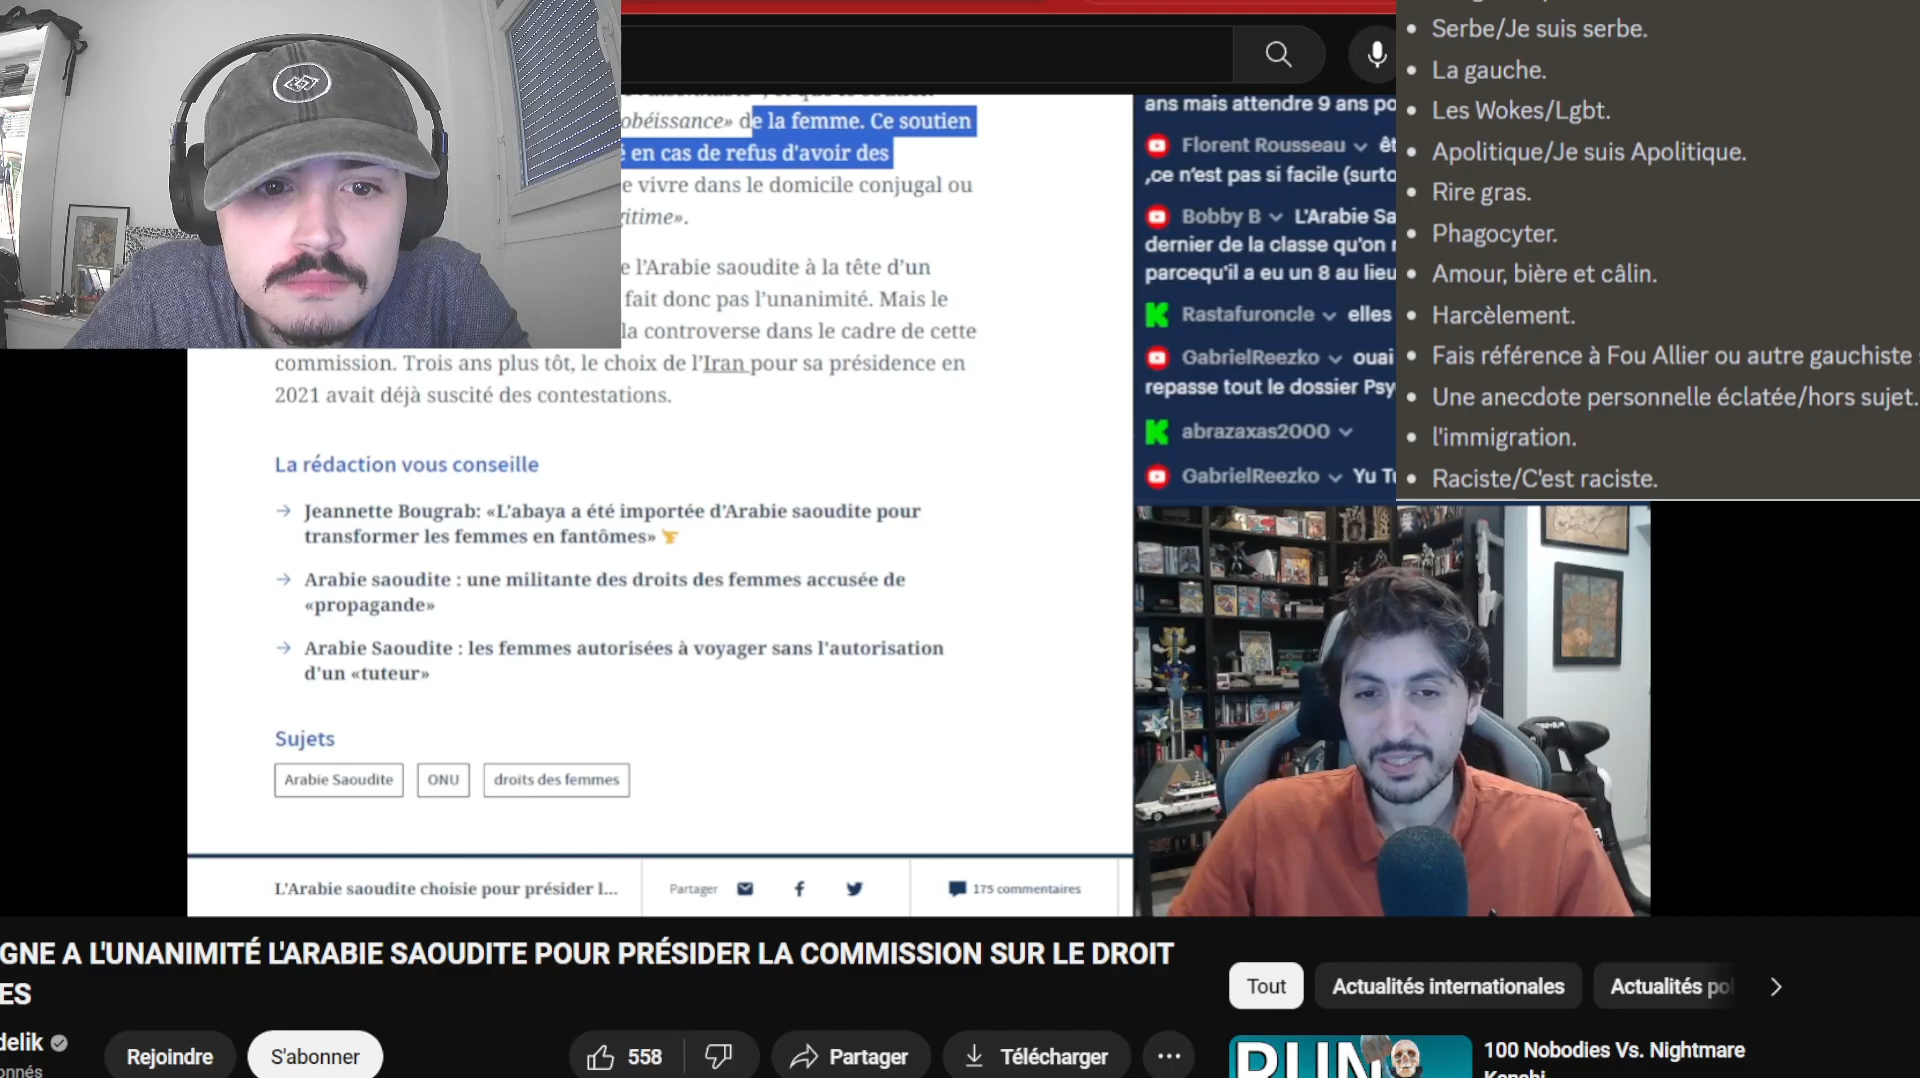 obéissance» de la femme. Ce soutien
en cas de refus d'avoir des
e vivre dans le domicile conjugal ou
gitime».
e l'Arabie saoudite à la tête d'un
fait donc pas l'unanimité. Mais le
la controverse dans le cadre de cette
commission. Trois ans plus tôt, le choix de l'Iran pour sa présidence en
2021 avait déjà suscité des contestations.
La rédaction vous conseille
→ Jeannette Bougrab: «L'abaya a été importée d'Arabie saoudite pour
transformer les femmes en fantômes»
→ Arabie saoudite : une militante des droits des femmes accusée de
«propagande»
→ Arabie Saoudite : les femmes autorisées à voyager sans l'autorisation
d'un «tuteur»
Sujets
Arabie Saoudite
ONU
droits des femmes
L'Arabie saoudite choisie pour présider l...
Partager
175 commentaires
ans mais attendre 9 ans po
Florent Rousseau êt
,ce n'est pas si facile (surto
Bobby B L'Arabie Sa
dernier de la classe qu'on r
parcequ'il a eu un 8 au lieu
Rastafuroncle elles
GabrielReezko ouai
repasse tout le dossier Psy
abrazaxas2000
GabrielReezko Yu Tu
• Serbe/Je suis serbe.
• La gauche.
• Les Wokes/Lgbt.
• Apolitique/Je suis Apolitique.
• Rire gras.
• Phagocyter.
• Amour, bière et câlin.
• Harcèlement.
• Fais référence à Fou Allier ou autre gauchiste s
• Une anecdote personnelle éclatée/hors sujet.
• l'immigration.
• Raciste/C'est raciste.
GNE A L'UNANIMITÉ L'ARABIE SAOUDITE POUR PRÉSIDER LA COMMISSION SUR LE DROIT
ES
delik
onnés
Rejoindre
S'abonner
558
Partager
Télécharger
Tout
Actualités internationales
Actualités pol
RUN
100 Nobodies Vs. Nightmare
Kenobi